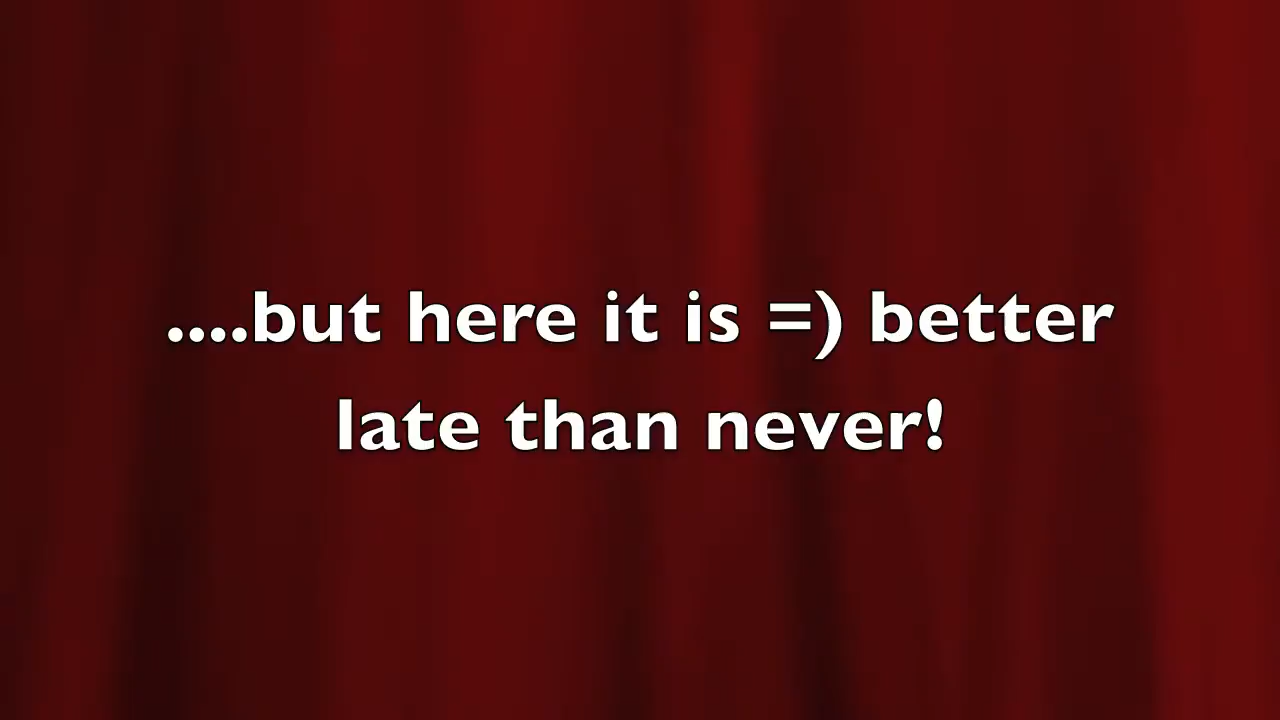 ....but here it is =) better
late than never!